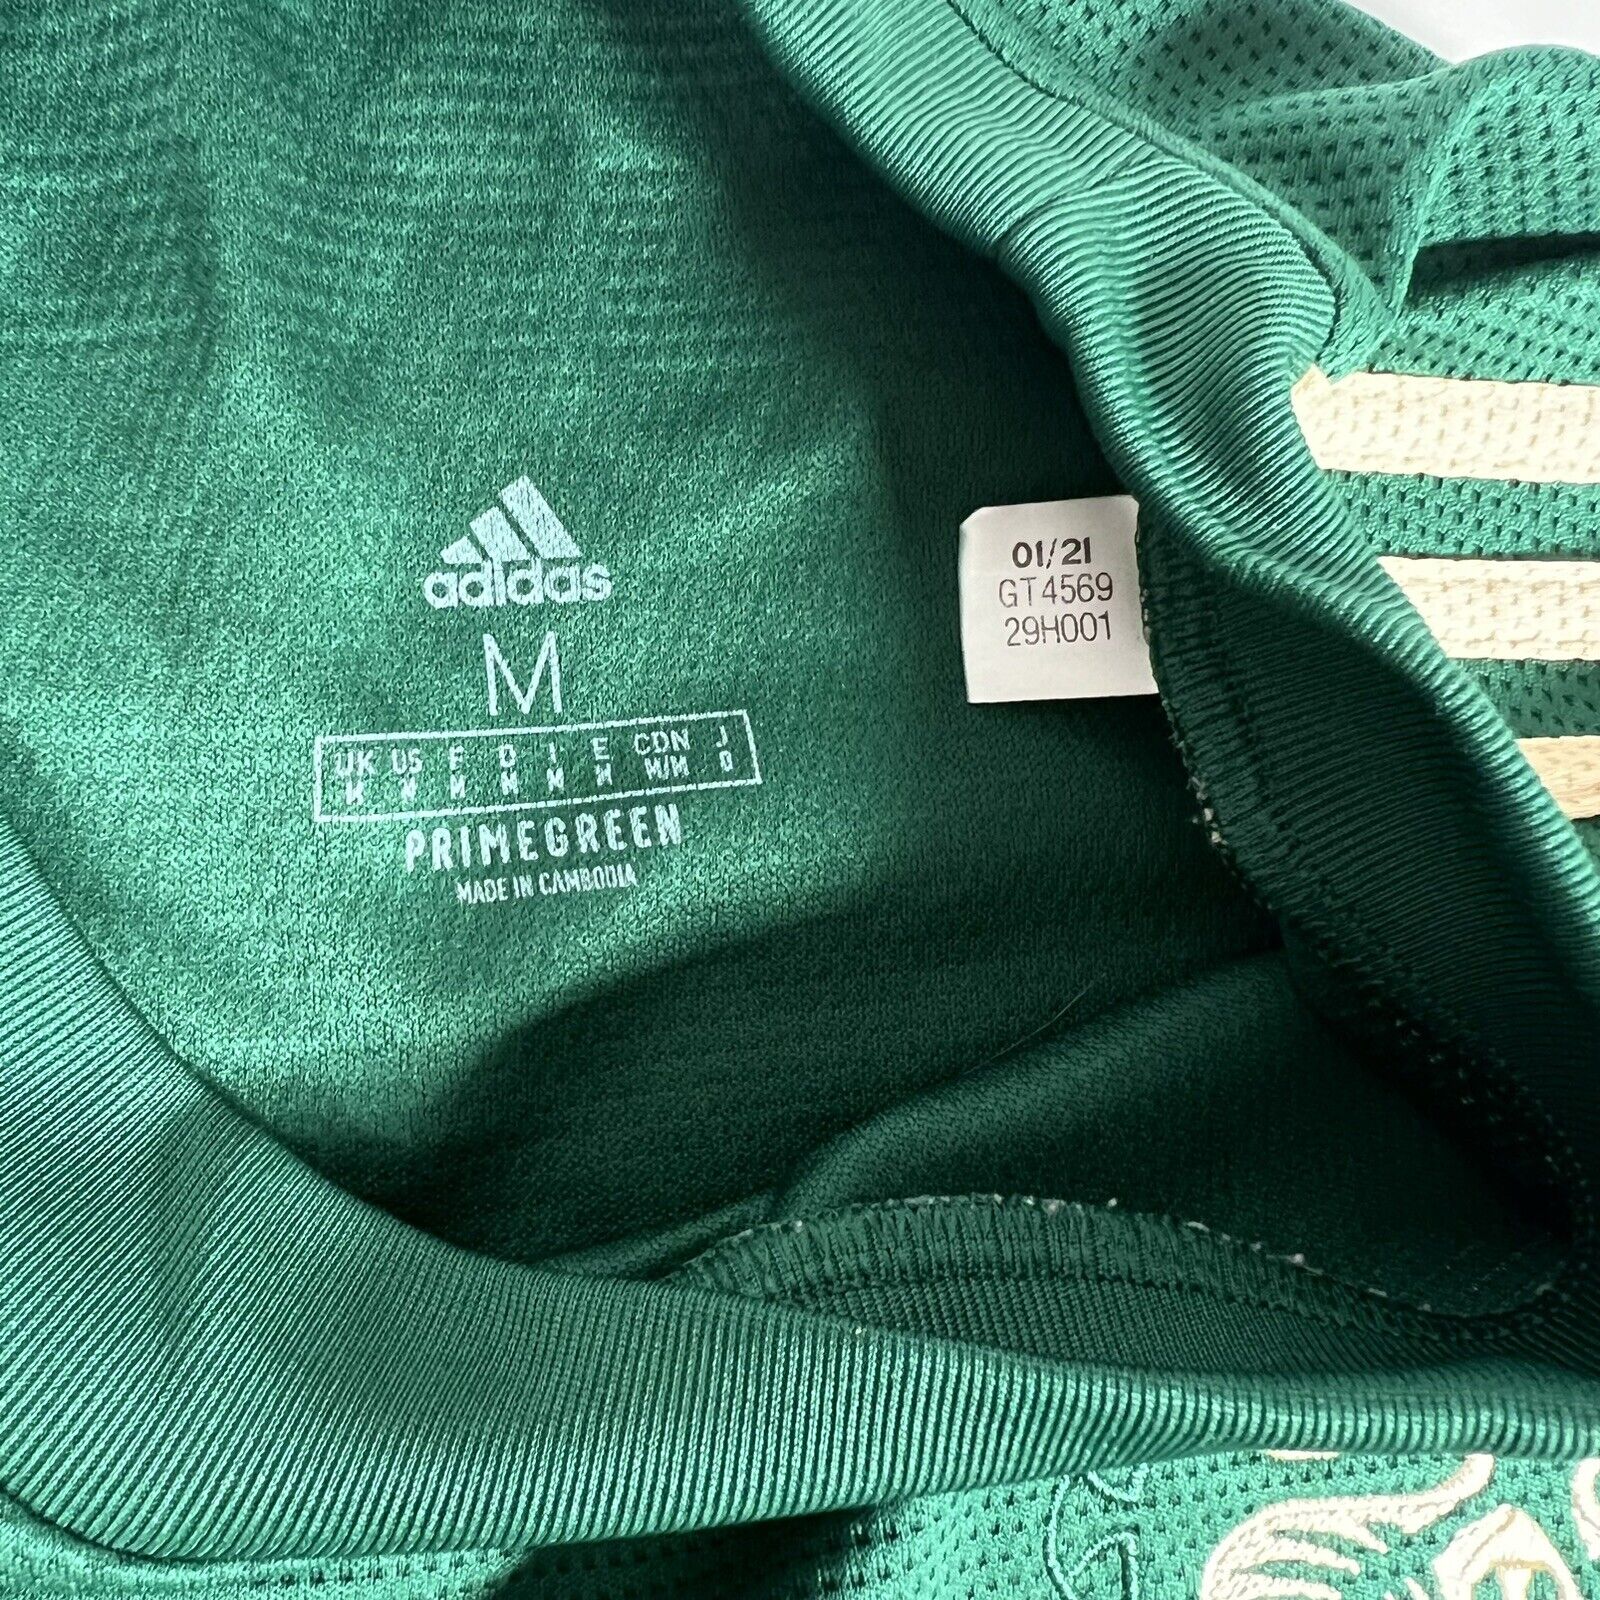 adidas
M
UK US F D I E CDN J
M M M M M M M/M O
PRIMEGREEN
MADE IN CAMBODIA
01/21
GT4569
29H001